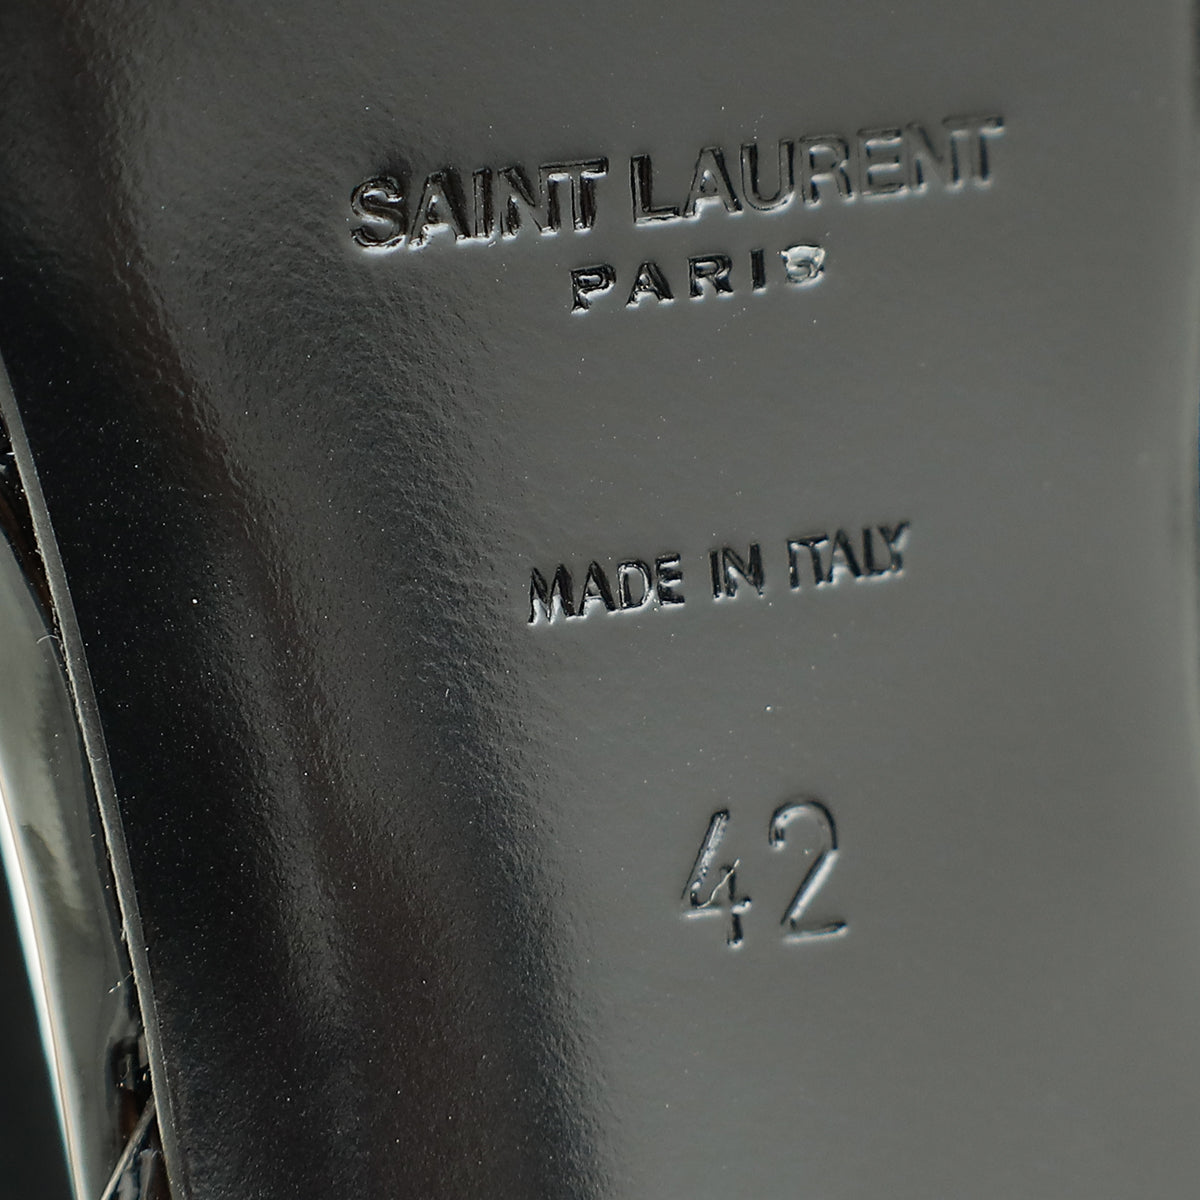 SAINT LAURENT
PARIS
MADE IN ITALY
42